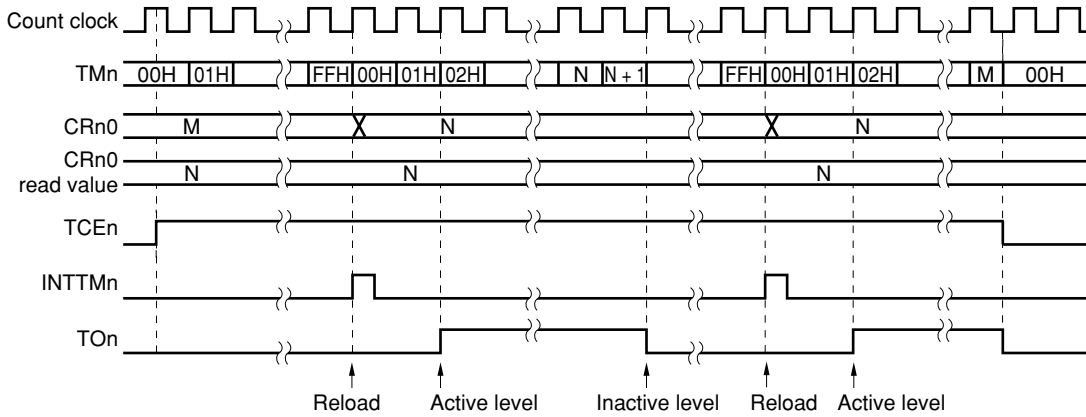 Count clock
TMn 00H 01H FFH 00H 01H 02H N N + 1 FFH 00H 01H 02H M 00H
CRn0 M N N
CRn0
read value N N N
TCEn
INTTMn
TOn
Reload Active level Inactive level Reload Active level